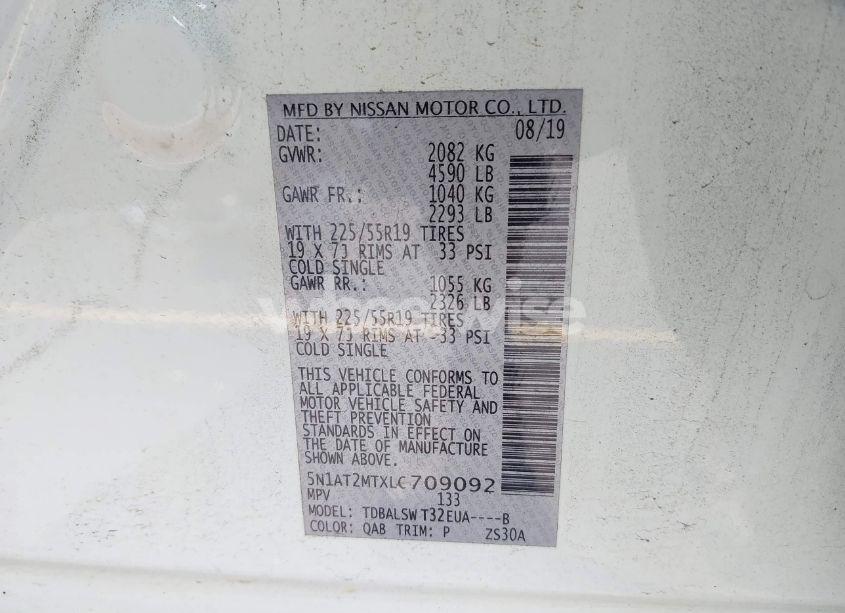 MFD BY NISSAN MOTOR CO., LTD.
DATE: 08/19
GVWR: 2082 KG
4590 LB
GAWR FR.: 1040 KG
2293 LB
WITH 225/55R19 TIRES
19 X 7J RIMS AT 33 PSI
COLD SINGLE
GAWR RR.: 1055 KG
2326 LB
WITH 225/55R19 TIRES
19 X 7J RIMS AT 33 PSI
COLD SINGLE
THIS VEHICLE CONFORMS TO
ALL APPLICABLE FEDERAL
MOTOR VEHICLE SAFETY AND
THEFT PREVENTION
STANDARDS IN EFFECT ON
THE DATE OF MANUFACTURE
SHOWN ABOVE.
5N1AT2MTXLC709092
MPV 133
MODEL: TDBALSW T32EUA----B
COLOR: QAB TRIM: P ZS30A